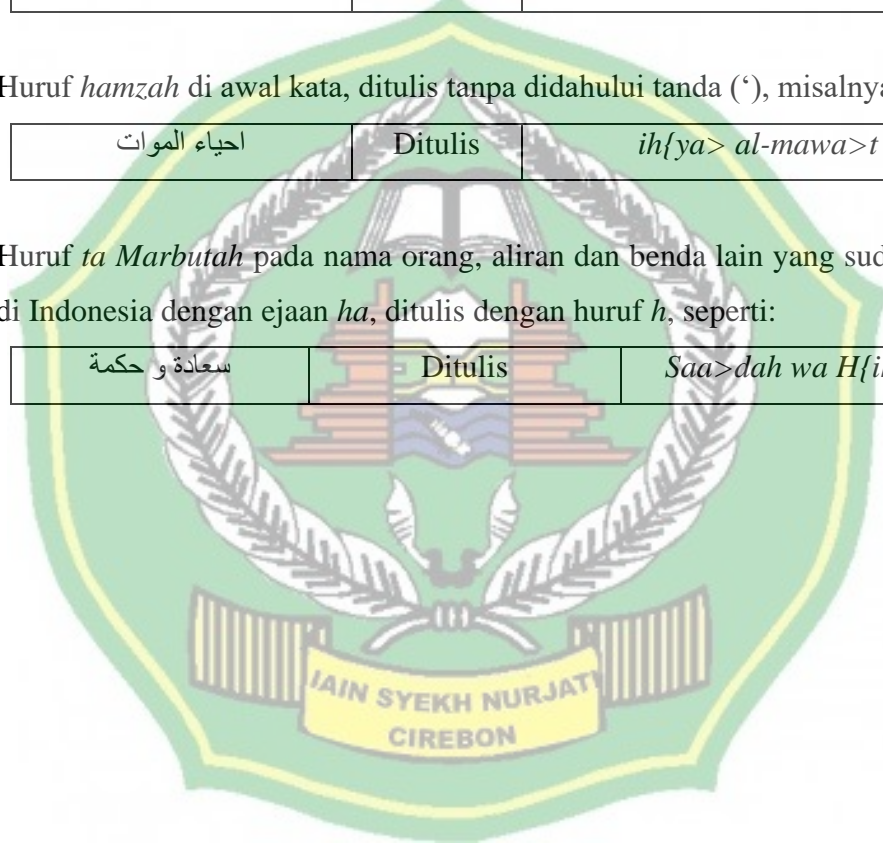 Huruf hamzah di awal kata, ditulis tanpa didahului tanda (‘), misalnya
احياء الموات Ditulis ih{ya> al-mawa>t
Huruf ta Marbutah pada nama orang, aliran dan benda lain yang
di Indonesia dengan ejaan ha, ditulis dengan huruf h, seperti:
سعادة و حكمة Ditulis Saa>dah wa
IAIN SYEKH NURJATI
CIREBON